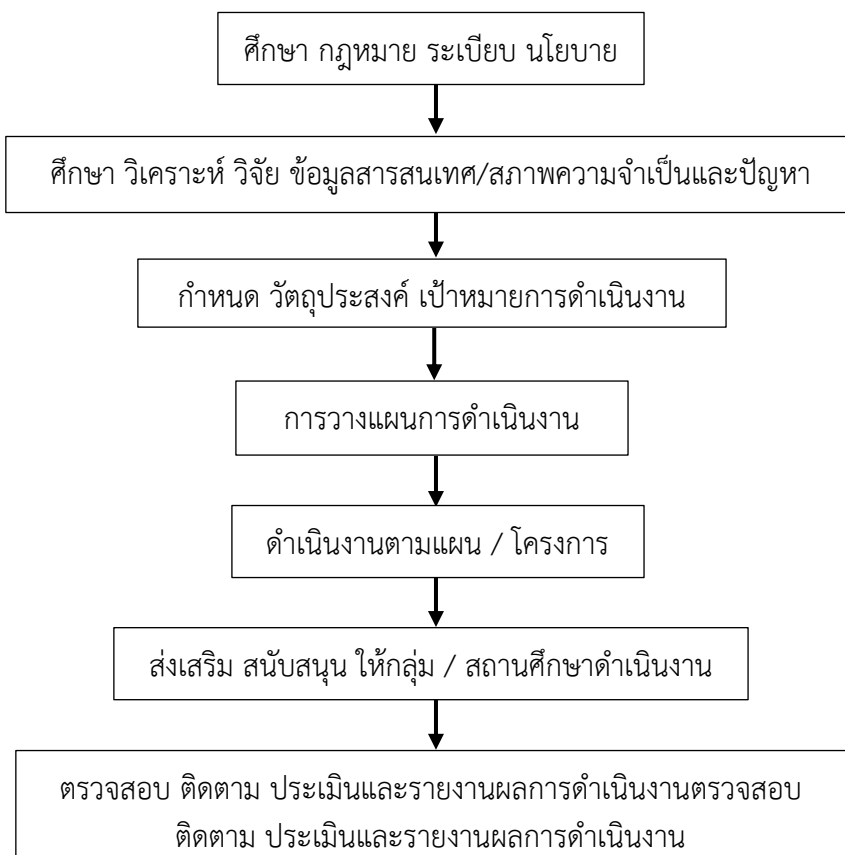 ศึกษา กฎหมาย ระเบียบ นโยบาย
ศึกษา วิเคราะห์ วิจัย ข้อมูลสารสนเทศ/สภาพความจำเป็นและปัญหา
กำหนด วัตถุประสงค์ เป้าหมายการดำเนินงาน
การวางแผนการดำเนินงาน
ดำเนินงานตามแผน / โครงการ
ส่งเสริม สนับสนุน ให้กลุ่ม / สถานศึกษาดำเนินงาน
ตรวจสอบ ติดตาม ประเมินและรายงานผลการดำเนินงานตรวจสอบ
ติดตาม ประเมินและรายงานผลการดำเนินงาน